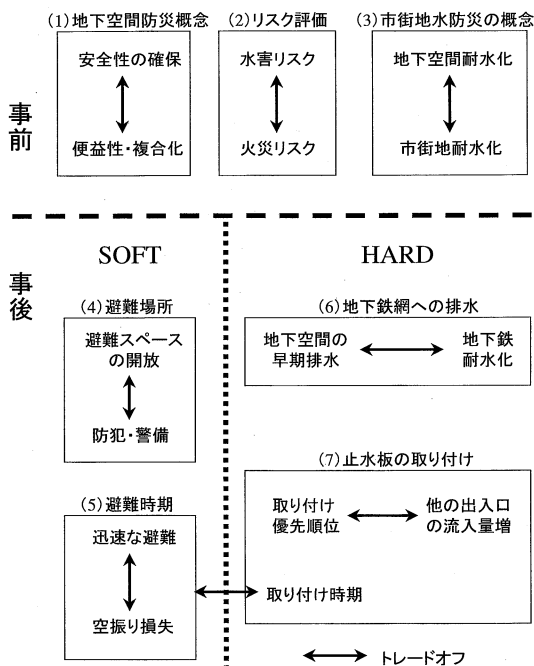 事前
(1)地下空間防災概念
安全性の確保
便益性・複合化
(2)リスク評価
水害リスク
火災リスク
(3)市街地水防災の概念
地下空間耐水化
市街地耐水化
事後
SOFT
(4)避難場所
避難スペース
の開放
防犯・警備
(5)避難時期
迅速な避難
空振り損失
HARD
(6)地下鉄網への排水
地下空間の
早期排水
地下鉄
耐水化
(7)止水板の取り付け
取り付け
優先順位
他の出入口
の流入量増
取り付け時期
トレードオフ